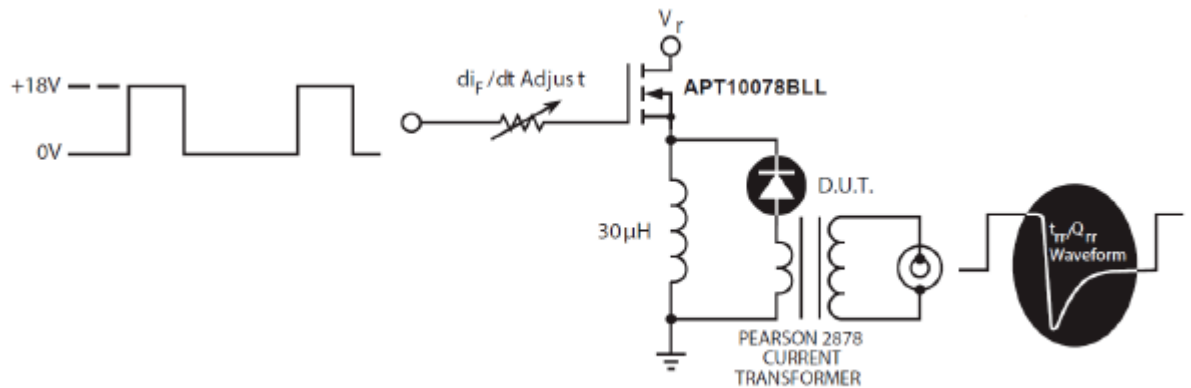 V_r
+18V
di_F/dt Adjust
APT10078BLL
0V
D.U.T.
30µH
t_rr/Q_rr
Waveform
PEARSON 2878
CURRENT
TRANSFORMER